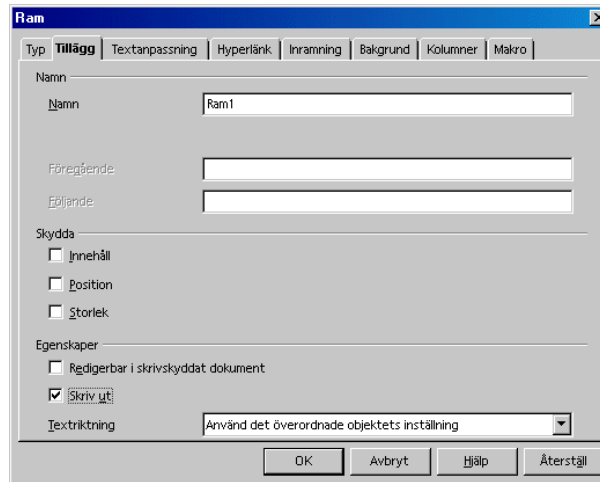 Ram
Typ Tillägg Textanpassning Hyperlänk Inramning Bakgrund Kolumner Makro
Namn
Namn Ram1
Föregående
Följande
Skydda
Innehåll
Position
Storlek
Egenskaper
Redigerbar i skrivskyddat dokument
Skriv ut
Textriktning Använd det överordnade objektets inställning
OK Avbryt Hjälp Återställ